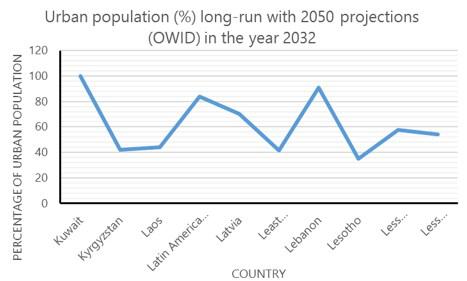 Urban population (%) long-run with 2050 projections
(OWID) in the year 2032
PERCENTAGE OF URBAN POPULATION
120
100
80
60
40
20
0
Kuwait
Kyrgyzstan
Laos
Latin America...
Latvia
Least...
Lebanon
Lesotho
Less...
Less...
COUNTRY